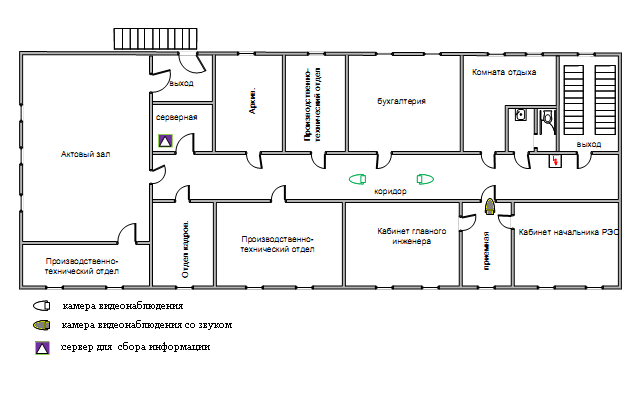 выход
серверная
Актовый зал
Архив.
Производственно-
технический отдел
бухгалтерия
Комната отдыха
выход
коридор
Производственно-
технический отдел
Отдел кадров.
Производственно-
технический отдел
Кабинет главного
инженера
приемная
Кабинет начальника РЭС
камера видеонаблюдения
камера видеонаблюдения со звуком
сервер для сбора информации